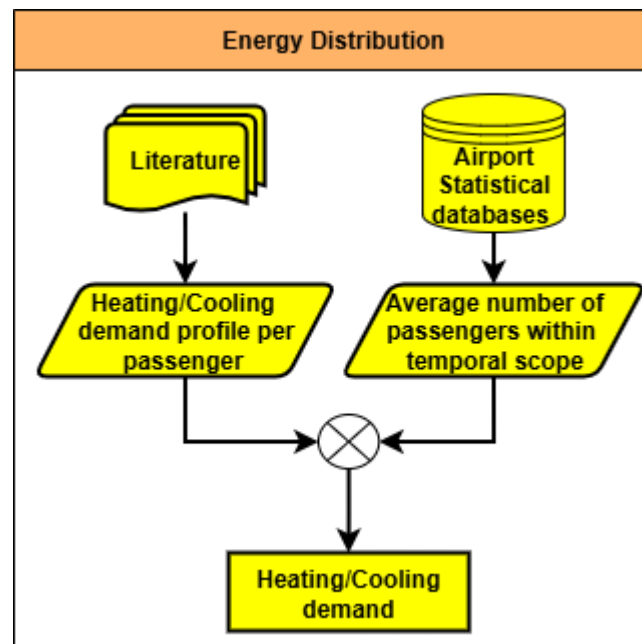 Energy Distribution
Literature
Airport
Statistical
databases
Heating/Cooling
demand profile per
passenger
Average number of
passengers within
temporal scope
Heating/Cooling
demand